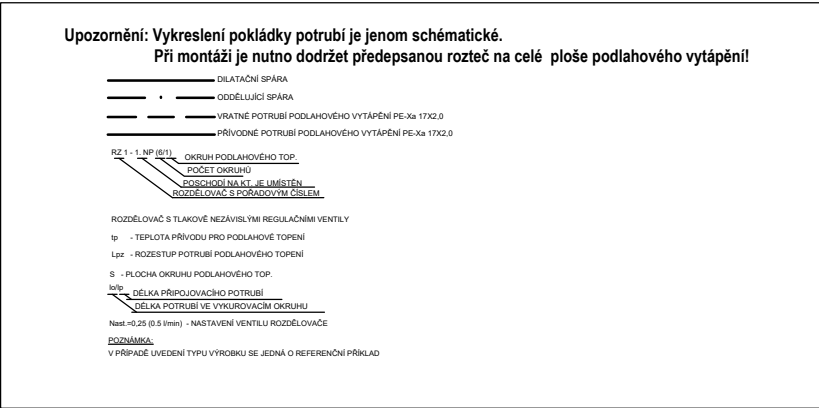 Upozornění: Vykreslení pokládky potrubí je jenom schématické.
Při montáži je nutno dodržet předepsanou rozteč na celé ploše podlahového vytápění!
DILATAČNÍ SPÁRA
ODDĚLUJÍCÍ SPÁRA
VRATNÉ POTRUBÍ PODLAHOVÉHO VYTÁPĚNÍ PE-Xa 17X2,0
PŘÍVODNÉ POTRUBÍ PODLAHOVÉHO VYTÁPĚNÍ PE-Xa 17X2,0
RZ 1 - 1. NP (6/1)
OKRUH PODLAHOVÉHO TOP.
POČET OKRUHŮ
POSCHODÍ NA KT. JE UMÍSTĚN
ROZDĚLOVAČ S POŘADOVÝM ČÍSLEM
ROZDĚLOVAČ S TLAKOVĚ NEZÁVISLÝMI REGULAČNÍMI VENTILY
tp - TEPLOTA PŘÍVODU PRO PODLAHOVÉ TOPENÍ
Lpz - ROZESTUP POTRUBÍ PODLAHOVÉHO TOPENÍ
S - PLOCHA OKRUHU PODLAHOVÉHO TOP.
lo/lp
DÉLKA PŘIPOJOVACÍHO POTRUBÍ
DÉLKA POTRUBÍ VE VYKUROVACÍM OKRUHU
Nast.=0,25 (0.5 l/min) - NASTAVENÍ VENTILU ROZDĚLOVAČE
POZNÁMKA:
V PŘÍPADĚ UVEDENÍ TYPU VÝROBKU SE JEDNÁ O REFERENČNÍ PŘÍKLAD